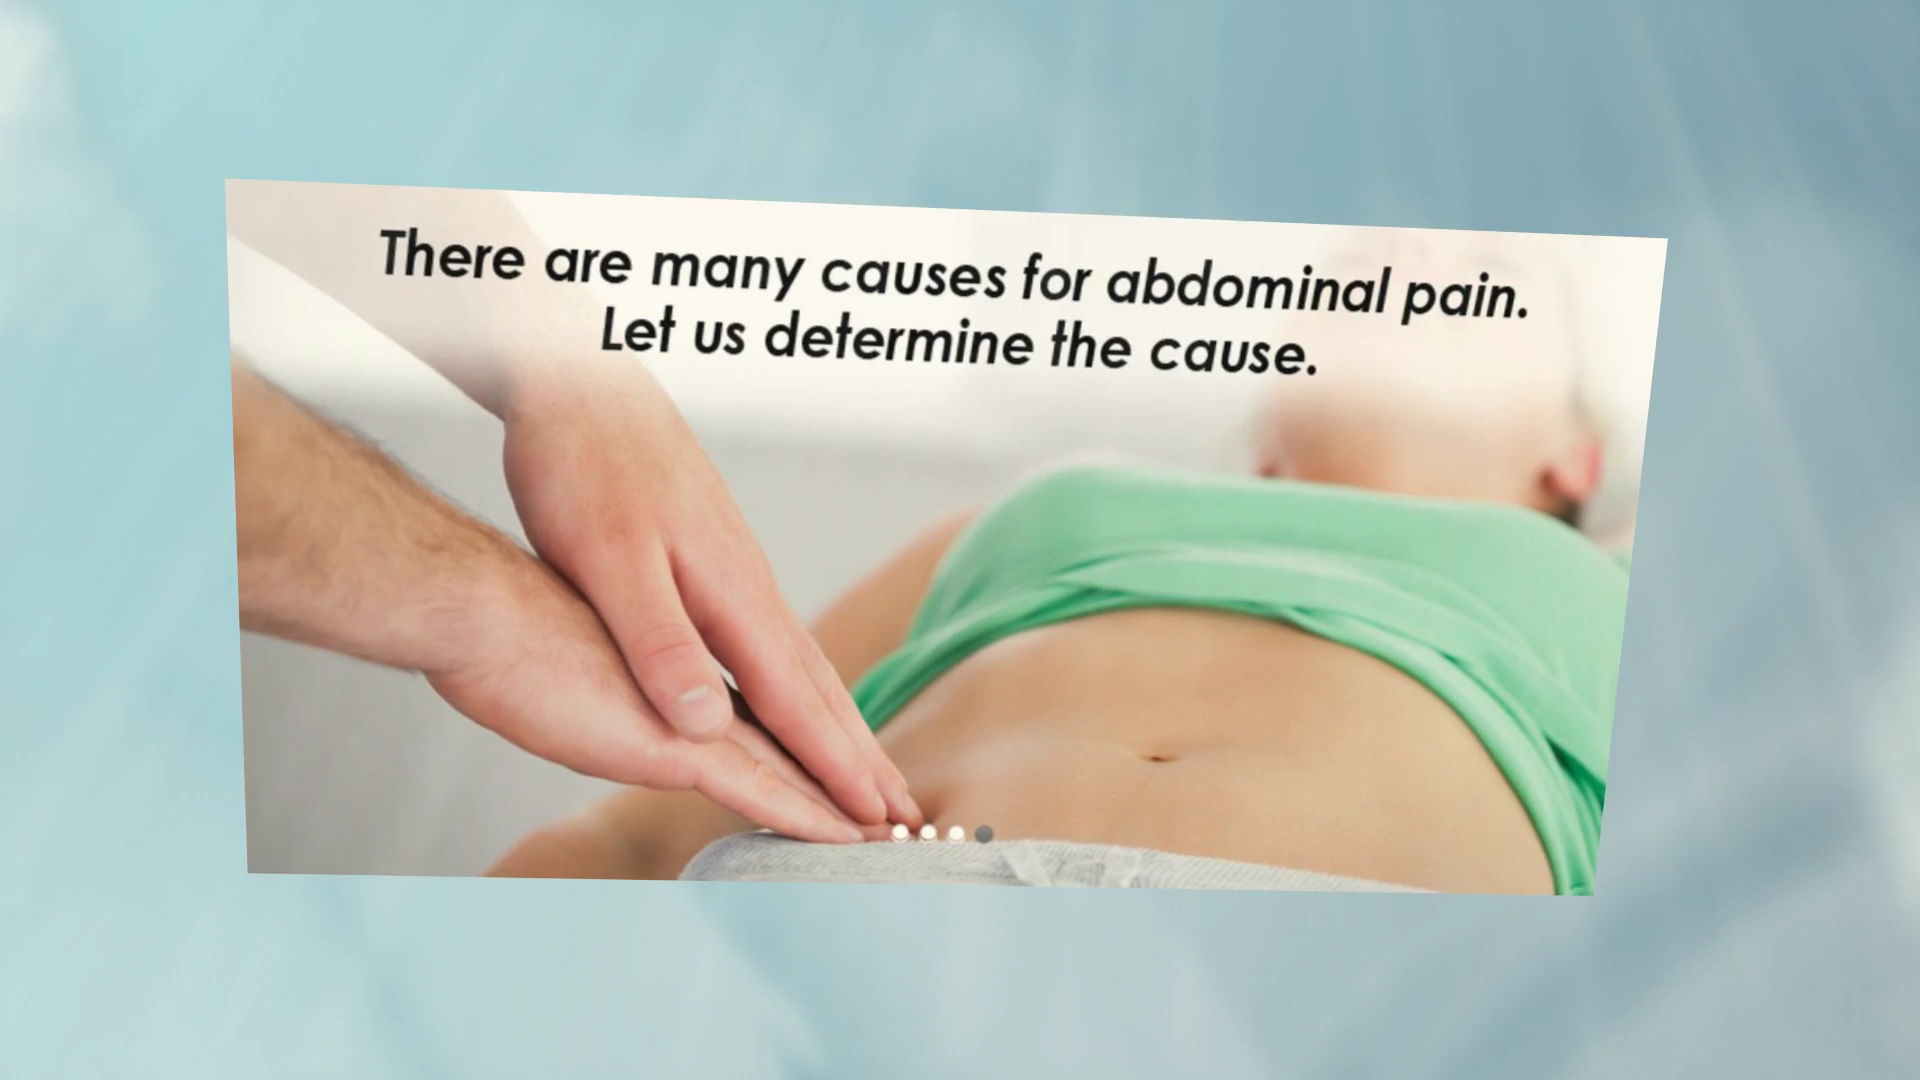 There are many causes for abdominal pain.
Let us determine the cause.